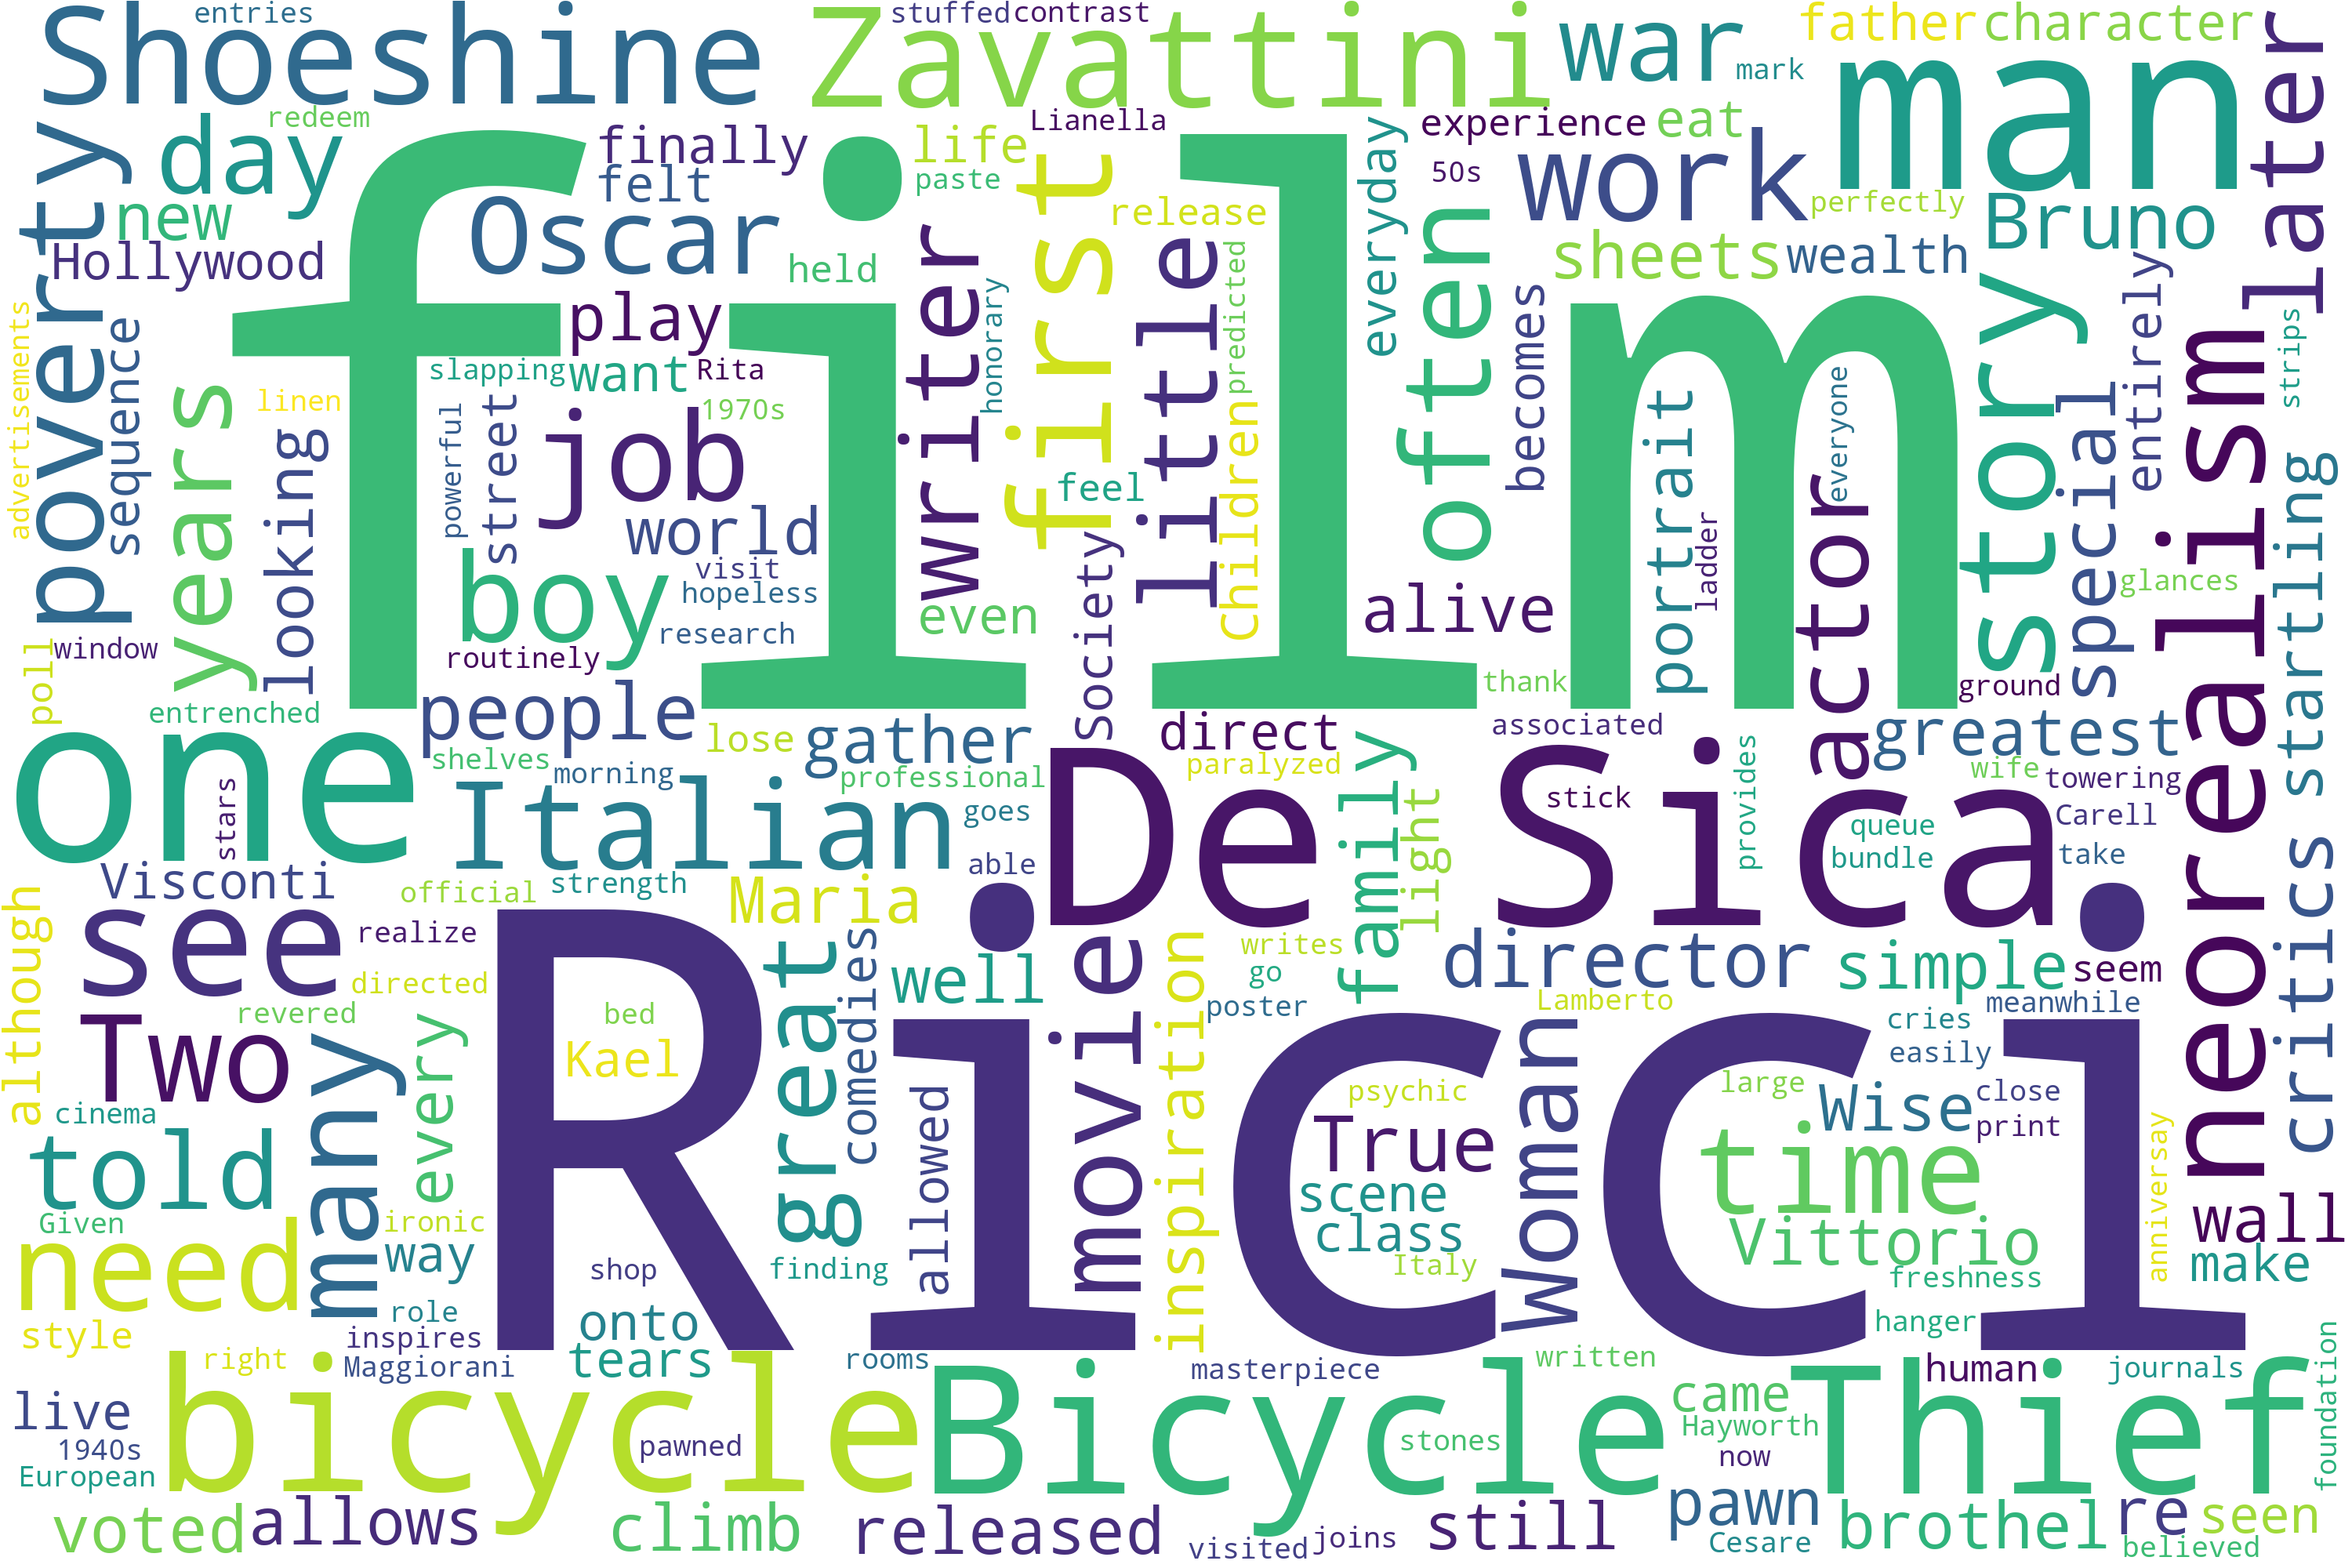 entries
stuffed
contrast
Shoeshine
Zavattini
war
father
character
mark
man
later
redeem
day
finally
life
Lianella
everyday
experience
eat
work
poverty
new
felt
paste
first
release
50s
perfectly
Bruno
Oscar
Hollywood
held
writer
little
often
sheets
wealth
film
play
honorary
predicted
becomes
story
entirely
strips
advertisements
sequence
years
slapping
want
Rita
linen
1970s
job
looking
powerful
street
children
portrait
everyone
special
neorealism
startling
world
feel
Society
actor
ladder
visit
boy
hopeless
research
even
alive
glances
window
poll
routinely
people
entrenched
thank
ground
gather
direct
associated
greatest
lose
shelves
morning
professional
paralyzed
family
provides
wife
towering
one
stars
Italian
goes
De Sica
stick
Carell
queue
bundle
take
light
critics
Visconti
official
strength
able
Maria
see
realize
although
great
comedies
well
movie
inspiration
writes
go
poster
director
simple
seem
directed
revered
bed
Lamberto
meanwhile
Two
many
every
Kael
Ricci
cries
easily
psychic
large
Wise
close
print
cinema
allowed
True
Woman
time
anniversay
told
scene
class
Given
ironic
way
need
shop
finding
Italy
Vittorio
wall
make
freshness
role
onto
hanger
style
inspires
tears
right
Maggiorani
rooms
masterpiece
written
human
journals
foundation
live
bicycle
Bicycle
Thief
came
Hayworth
1940s
pawned
stones
now
European
voted
allows
climb
released
visited
joins
still
pawn
Cesare
brothel
re
seen
believed